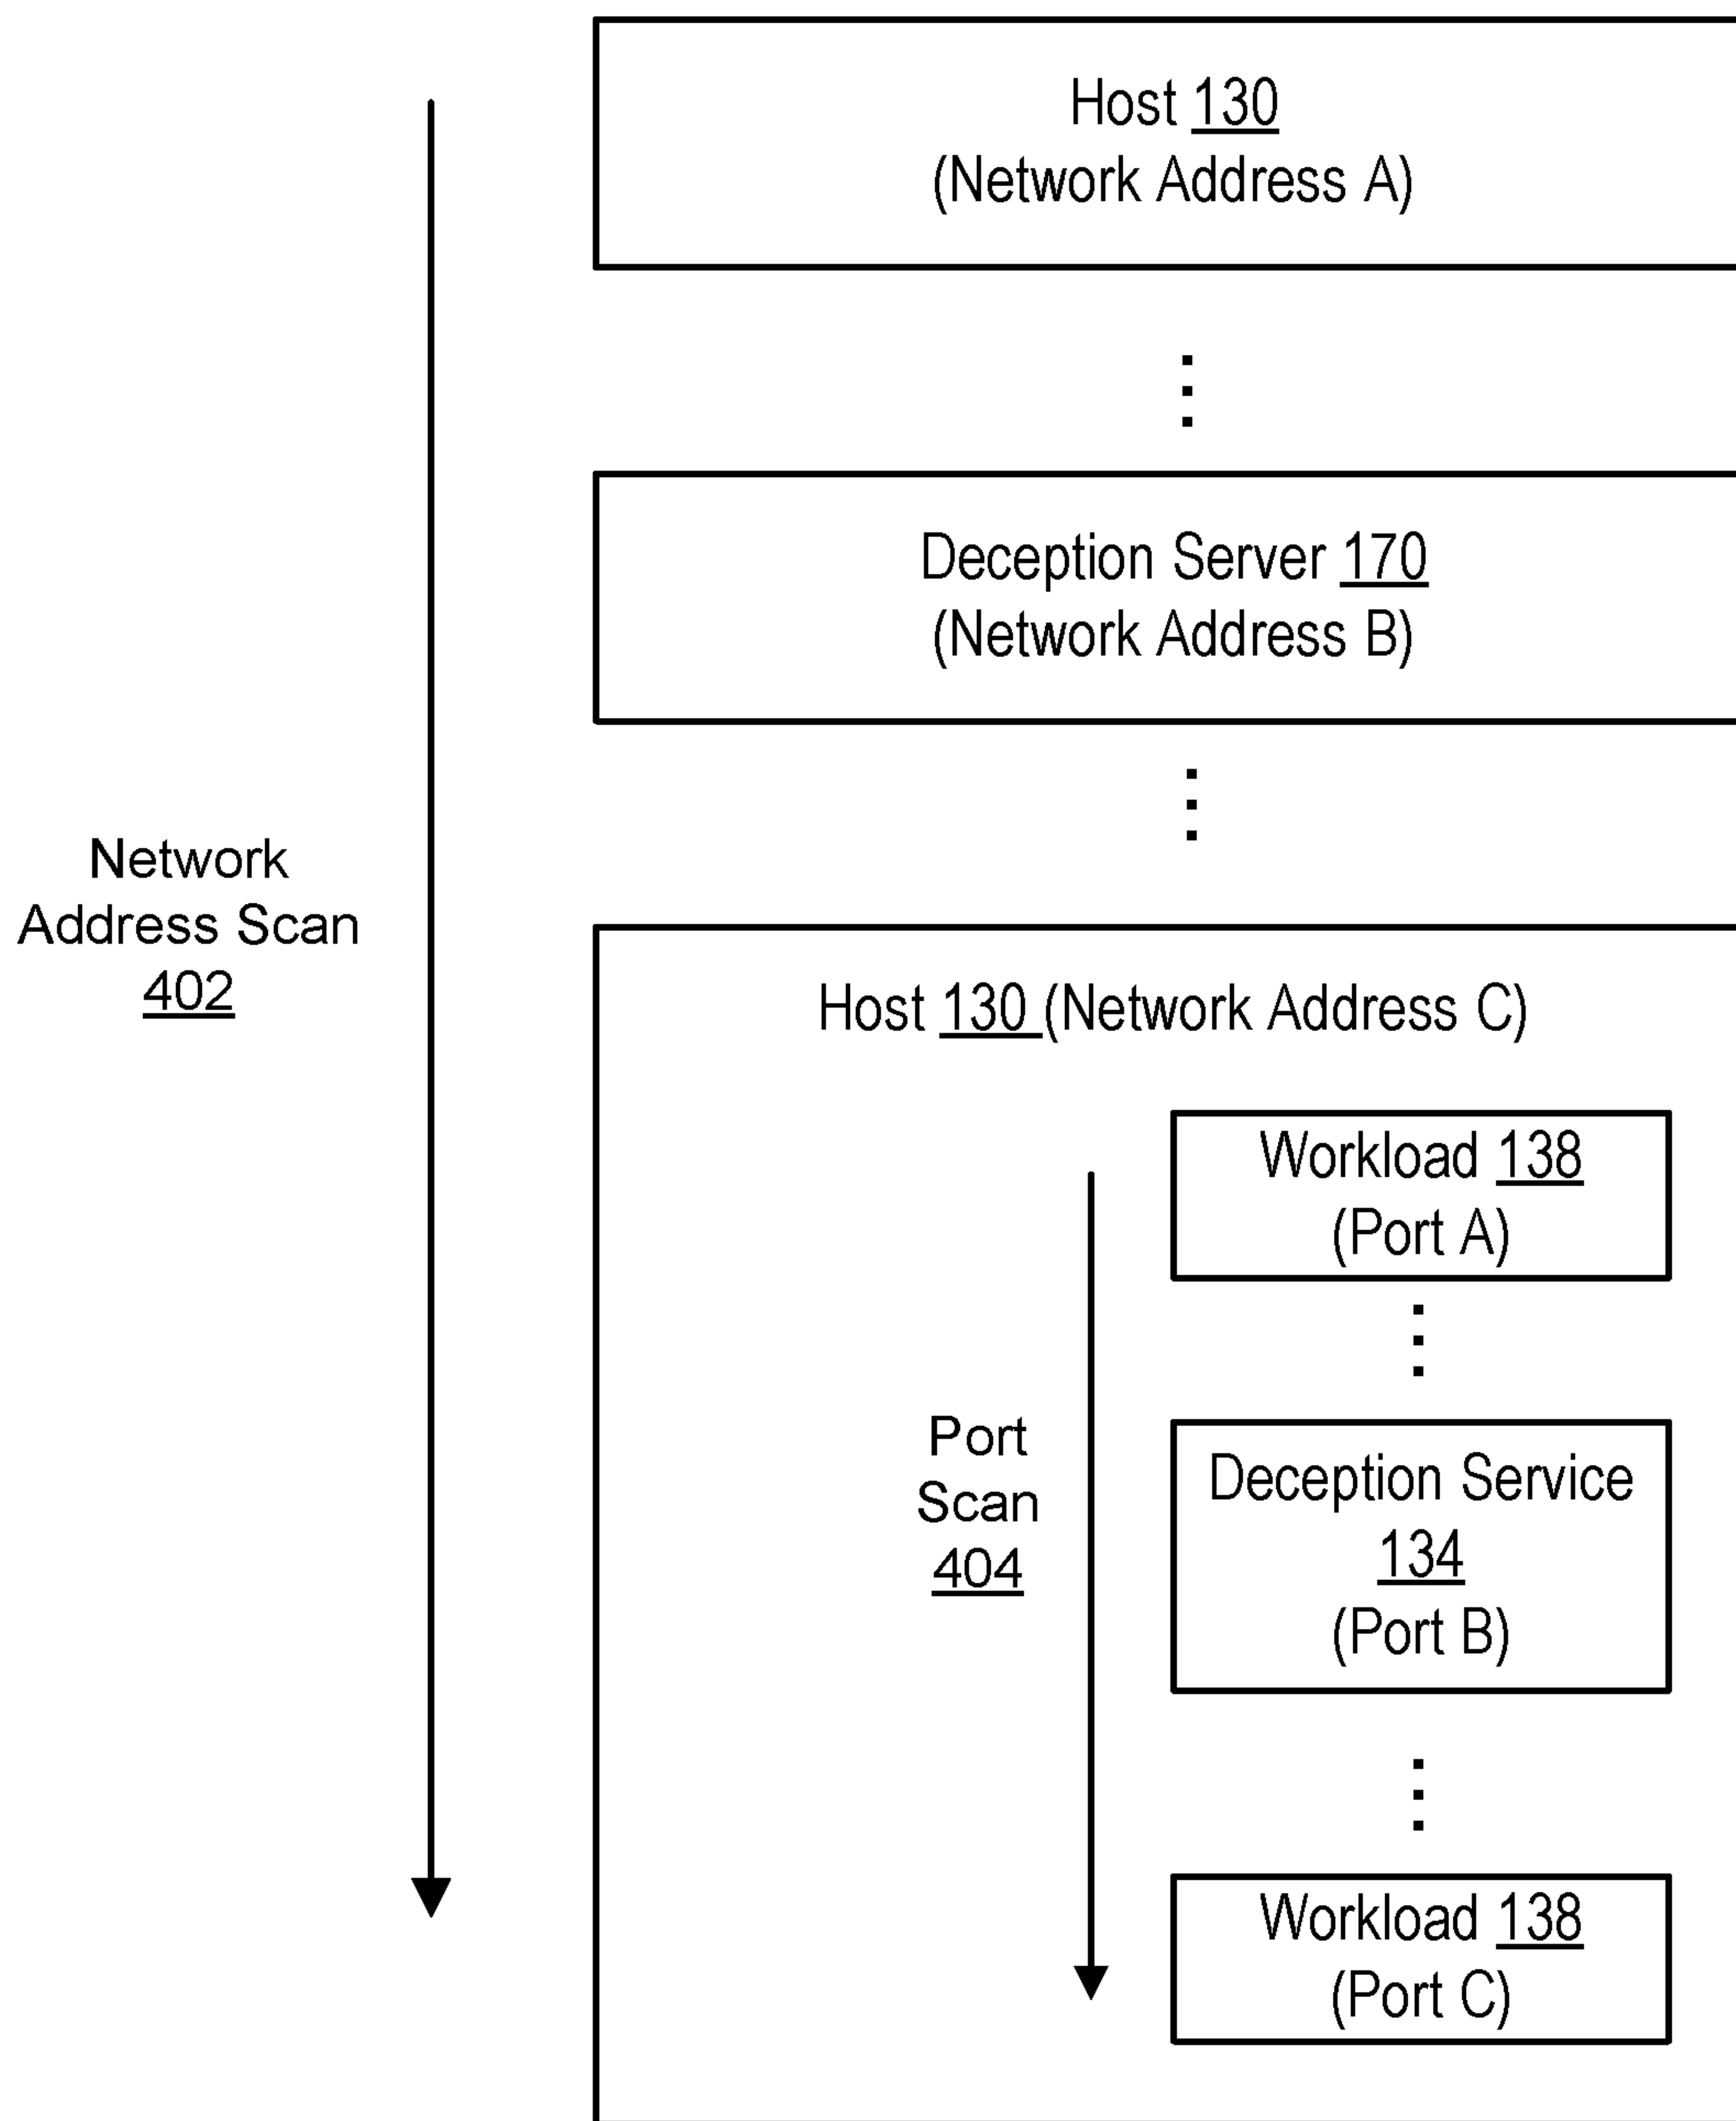 Host 130
(Network Address A)
Deception Server 170
(Network Address B)
Network
Address Scan
402
Host 130 (Network Address C)
Workload 138
(Port A)
Port
Scan
404
Deception Service
134
(Port B)
Workload 138
(Port C)